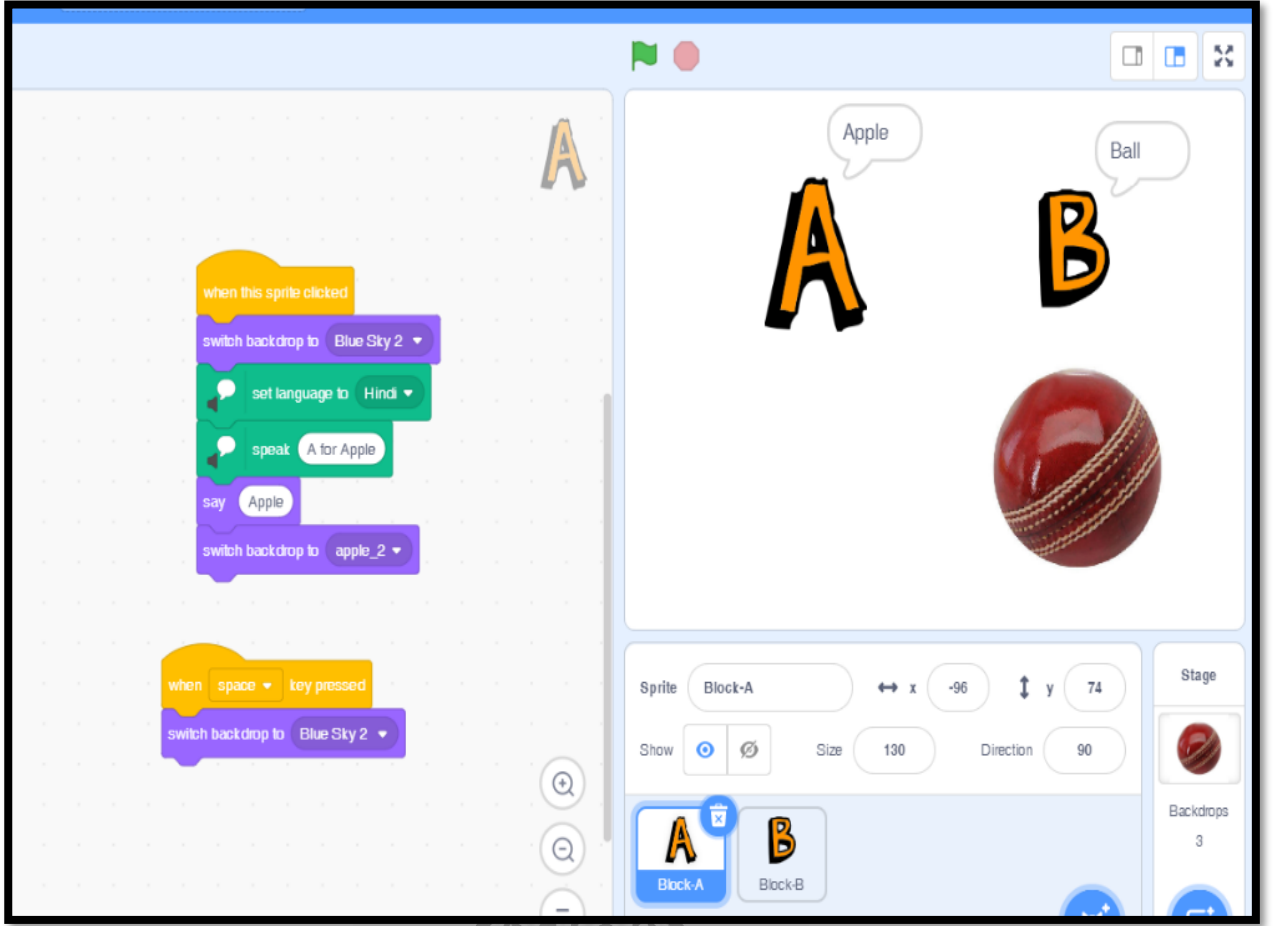 when this sprite clicked
switch backdrop to Blue Sky 2
set language to Hindi
speak A for Apple
say Apple
switch backdrop to apple_2
when space key pressed
switch backdrop to Blue Sky 2
Apple
Ball
A B
Sprite Block-A x -96 y 74
Show Size 130 Direction 90
A B
Block-A Block-B
Stage
Backdrops
3
A